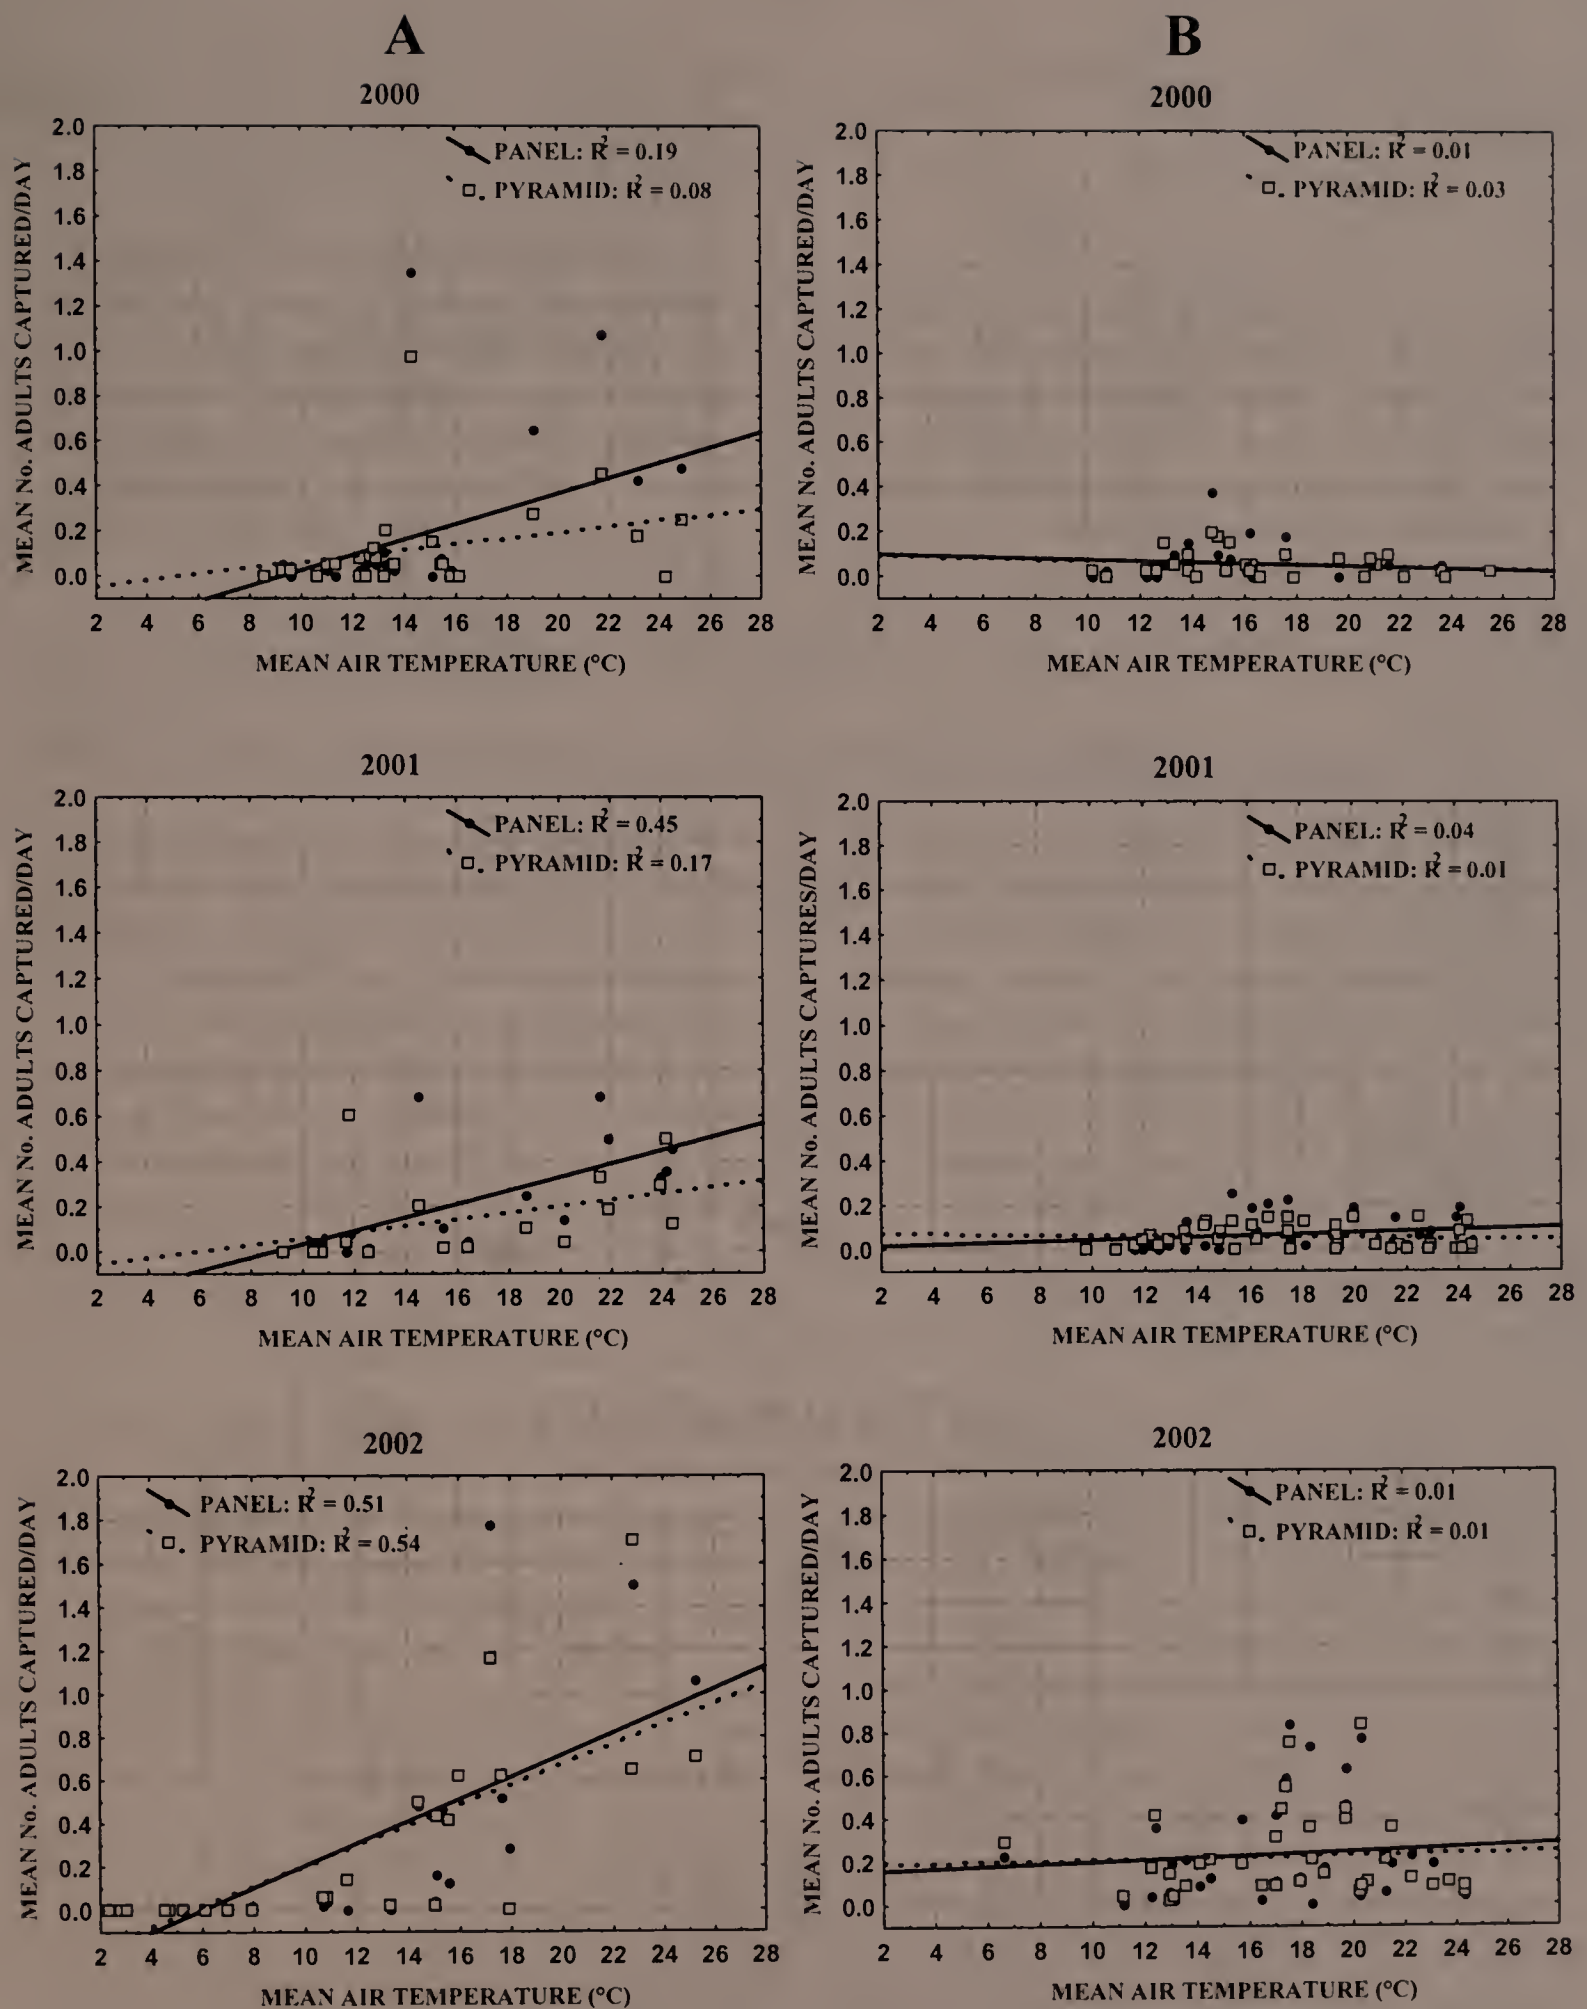 A
B
2000
2000
PANEL: R² = 0.19
PYRAMID: R² = 0.08
PANEL: R² = 0.01
PYRAMID: R² = 0.03
MEAN No. ADULTS CAPTURED/DAY
2.0
1.8
1.6
1.4
1.2
1.0
0.8
0.6
0.4
0.2
0.0
2 4 6 8 10 12 14 16 18 20 22 24 26 28
MEAN AIR TEMPERATURE (°C)
MEAN No. ADULTS CAPTURED/DAY
2.0
1.8
1.6
1.4
1.2
1.0
0.8
0.6
0.4
0.2
0.0
2 4 6 8 10 12 14 16 18 20 22 24 26 28
MEAN AIR TEMPERATURE (°C)
2001
2001
PANEL: R² = 0.45
PYRAMID: R² = 0.17
PANEL: R² = 0.04
PYRAMID: R² = 0.01
MEAN No. ADULTS CAPTURED/DAY
2.0
1.8
1.6
1.4
1.2
1.0
0.8
0.6
0.4
0.2
0.0
2 4 6 8 10 12 14 16 18 20 22 24 26 28
MEAN AIR TEMPERATURE (°C)
MEAN No. ADULTS CAPTURES/DAY
2.0
1.8
1.6
1.4
1.2
1.0
0.8
0.6
0.4
0.2
0.0
2 4 6 8 10 12 14 16 18 20 22 24 26 28
MEAN AIR TEMPERATURE (°C)
2002
2002
PANEL: R² = 0.51
PYRAMID: R² = 0.54
PANEL: R² = 0.01
PYRAMID: R² = 0.01
MEAN No. ADULTS CAPTURED/DAY
2.0
1.8
1.6
1.4
1.2
1.0
0.8
0.6
0.4
0.2
0.0
2 4 6 8 10 12 14 16 18 20 22 24 26 28
MEAN AIR TEMPERATURE (°C)
MEAN No. ADULTS CAPTURED/DAY
2.0
1.8
1.6
1.4
1.2
1.0
0.8
0.6
0.4
0.2
0.0
2 4 6 8 10 12 14 16 18 20 22 24 26 28
MEAN AIR TEMPERATURE (°C)